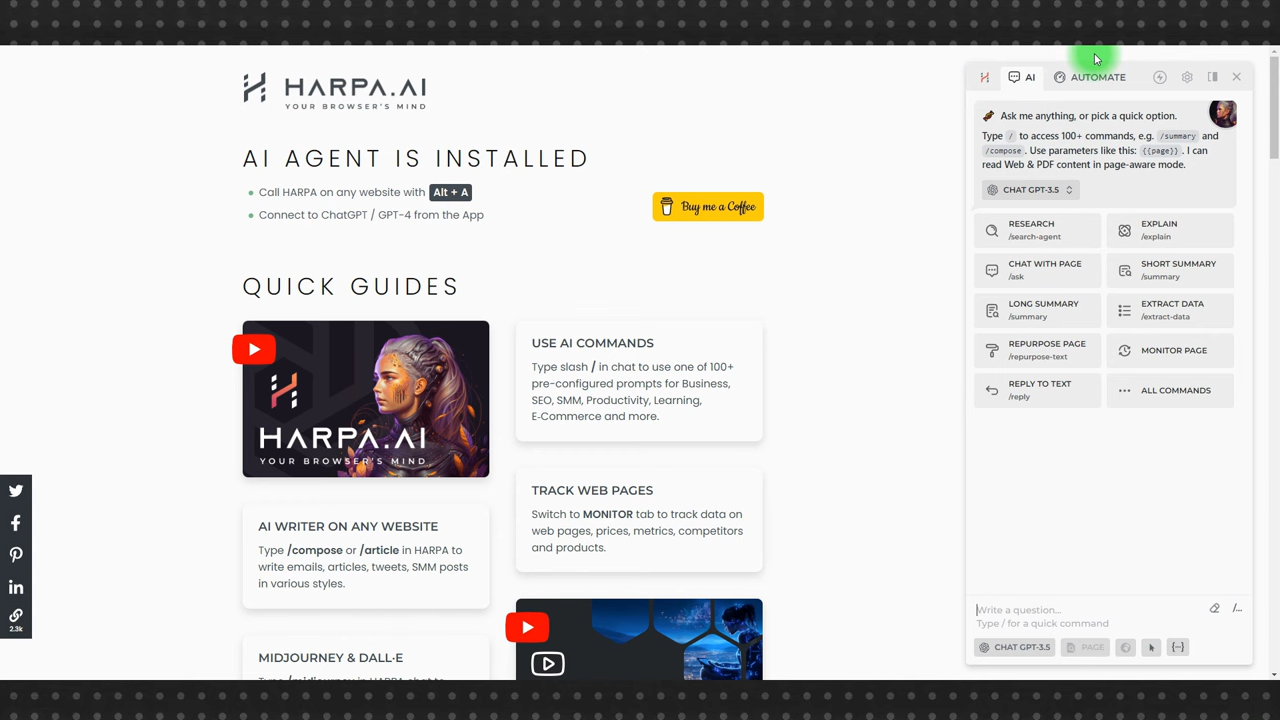 HARPA.AI
YOUR BROWSER'S MIND
AI AGENT IS INSTALLED
Call HARPA on any website with Alt + A
Connect to ChatGPT / GPT-4 from the App
Buy me a Coffee
QUICK GUIDES
HARPA.AI
YOUR BROWSER'S MIND
USE AI COMMANDS
Type slash / in chat to use one of 100+
pre-configured prompts for Business,
SEO, SMM, Productivity, Learning,
E-Commerce and more.
AI WRITER ON ANY WEBSITE
Type /compose or /article in HARPA to
write emails, articles, tweets, SMM posts
in various styles.
TRACK WEB PAGES
Switch to MONITOR tab to track data on
web pages, prices, metrics, competitors
and products.
MIDJOURNEY & DALL·E
Type /midjourney in HARPA chat to
2.3k
AI
AUTOMATE
Ask me anything, or pick a quick option.
Type / to access 100+ commands, e.g. /summary and
/compose. Use parameters like this: {{page}}. I can
read Web & PDF content in page-aware mode.
CHAT GPT-3.5
RESEARCH
/search-agent
EXPLAIN
/explain
CHAT WITH PAGE
/ask
SHORT SUMMARY
/summary
LONG SUMMARY
/summary
EXTRACT DATA
/extract-data
REPURPOSE PAGE
/repurpose-text
MONITOR PAGE
REPLY TO TEXT
/reply
ALL COMMANDS
Write a question...
Type / for a quick command
/...
CHAT GPT-3.5
PAGE